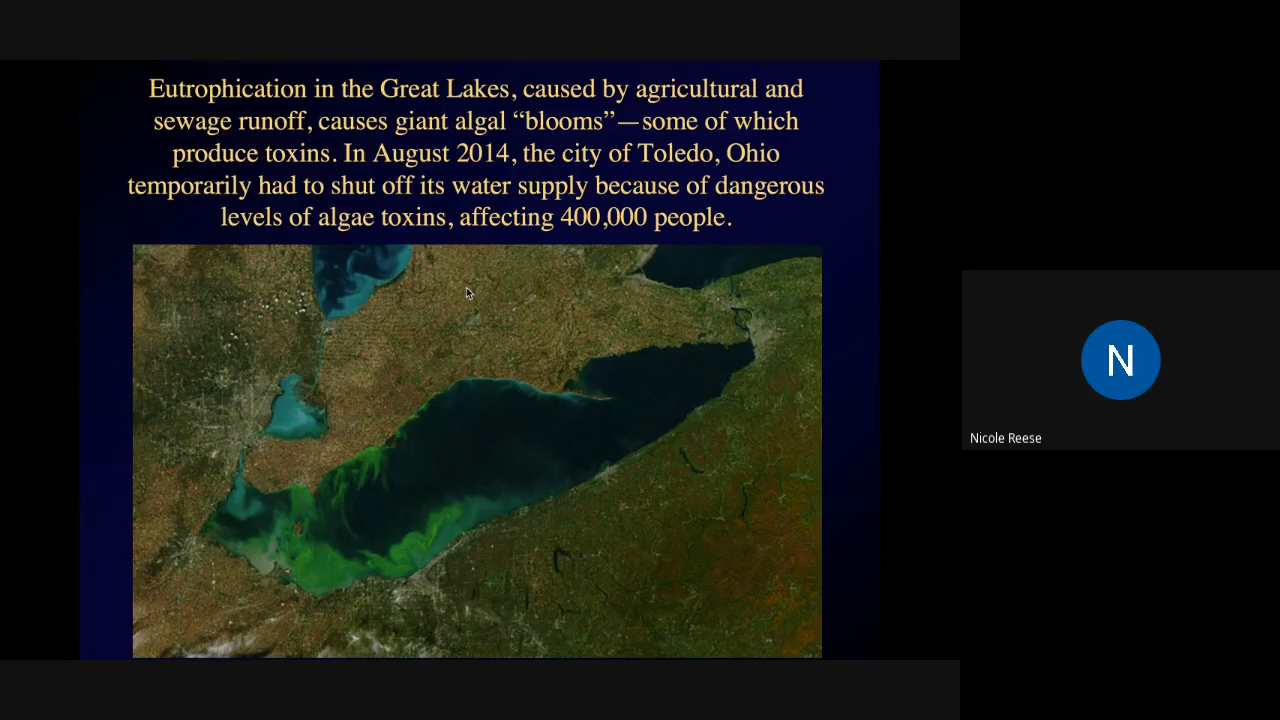 Eutrophication in the Great Lakes, caused by agricultural and
sewage runoff, causes giant algal “blooms”—some of which
produce toxins. In August 2014, the city of Toledo, Ohio
temporarily had to shut off its water supply because of dangerous
levels of algae toxins, affecting 400,000 people.
N
Nicole Reese